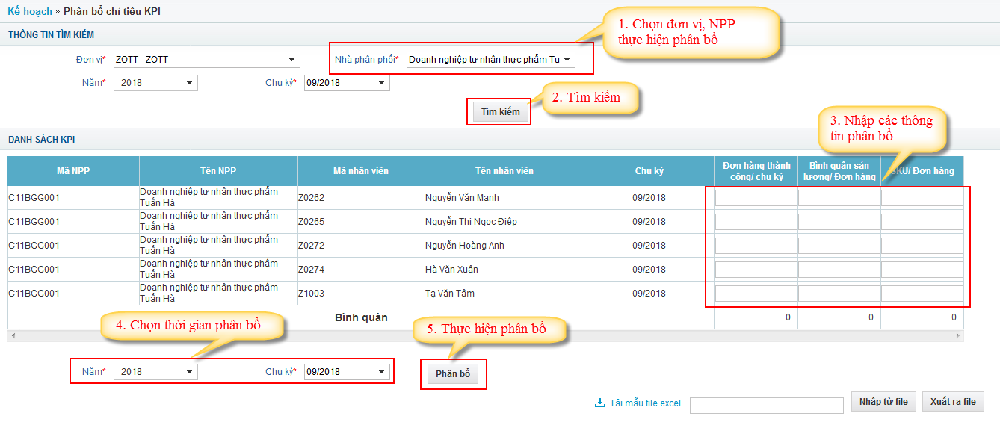 Kế hoạch » Phân bổ chỉ tiêu KPI
1. Chọn đơn vị, NPP
thực hiện phân bổ
THÔNG TIN TÌM KIẾM
Đơn vị* ZOTT - ZOTT Nhà phân phối* Doanh nghiệp tư nhân thực phẩm Tu
Năm* 2018 Chu kỳ* 09/2018
2. Tìm kiếm
Tìm kiếm
3. Nhập các thông
tin phân bổ
DANH SÁCH KPI
Mã NPP Tên NPP Mã nhân viên Tên nhân viên Chu kỳ Đơn hàng thành công/ chu kỳ Bình quân sản lượng/ Đơn hàng SKU/ Đơn hàng
C11BGG001 Doanh nghiệp tư nhân thực phẩm Tuấn Hà Z0262 Nguyễn Văn Mạnh 09/2018
C11BGG001 Doanh nghiệp tư nhân thực phẩm Tuấn Hà Z0265 Nguyễn Thị Ngọc Điệp 09/2018
C11BGG001 Doanh nghiệp tư nhân thực phẩm Tuấn Hà Z0272 Nguyễn Hoàng Anh 09/2018
C11BGG001 Doanh nghiệp tư nhân thực phẩm Tuấn Hà Z0274 Hà Văn Xuân 09/2018
C11BGG001 Doanh nghiệp tư nhân thực phẩm Tuấn Hà Z1003 Tạ Văn Tâm 09/2018
Bình quân 0 0 0
4. Chọn thời gian phân bổ
5. Thực hiện phân bổ
Năm* 2018 Chu kỳ* 09/2018 Phân bổ
Tải mẫu file excel Nhập từ file Xuất ra file